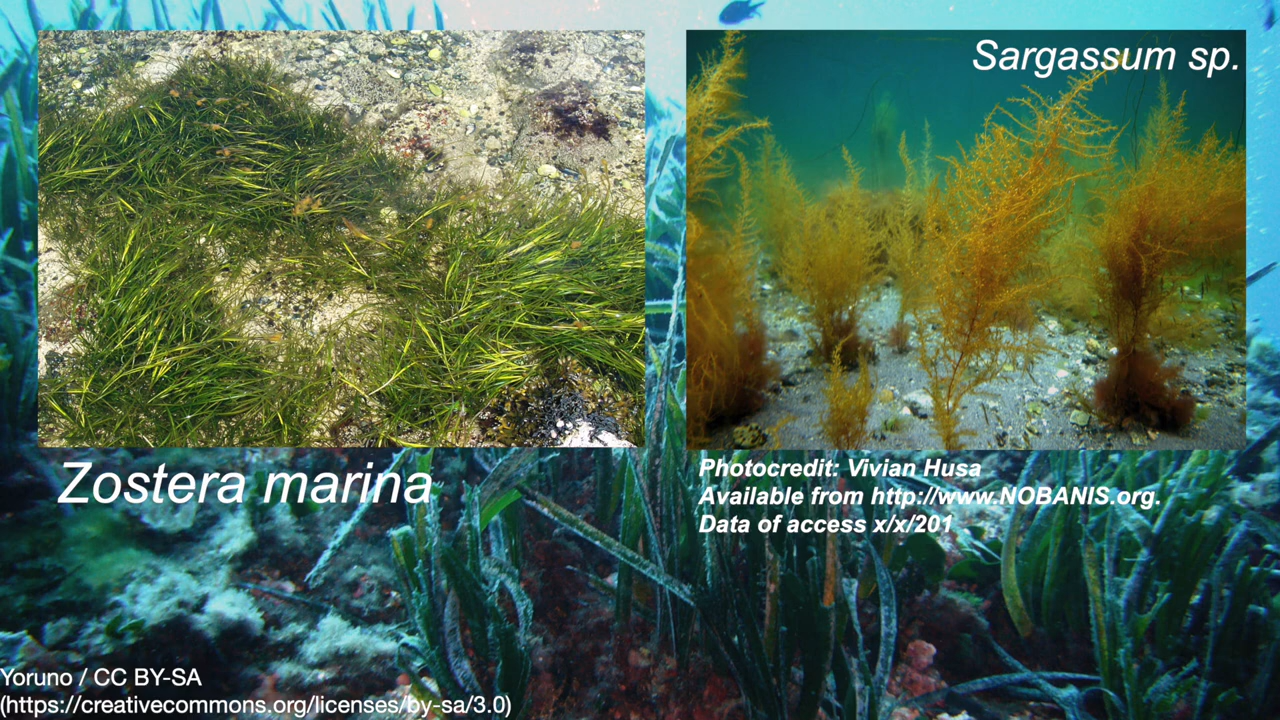 Sargassum sp.
Zostera marina
Photocredit: Vivian Husa
Available from http://www.NOBANIS.org.
Data of access x/x/201
Yoruno / CC BY-SA
(https://creativecommons.org/licenses/by-sa/3.0)